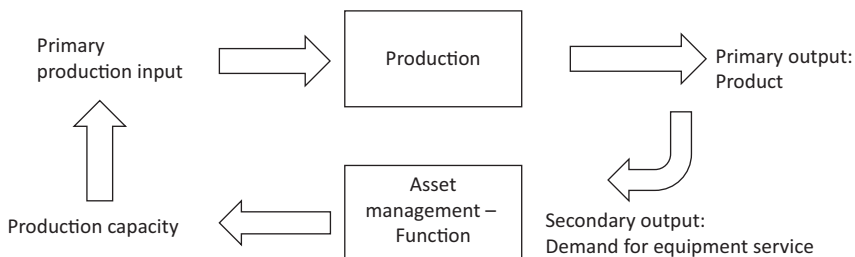 Primary
production input
Production
Primary output:
Product
Production capacity
Asset
management –
Function
Secondary output:
Demand for equipment service